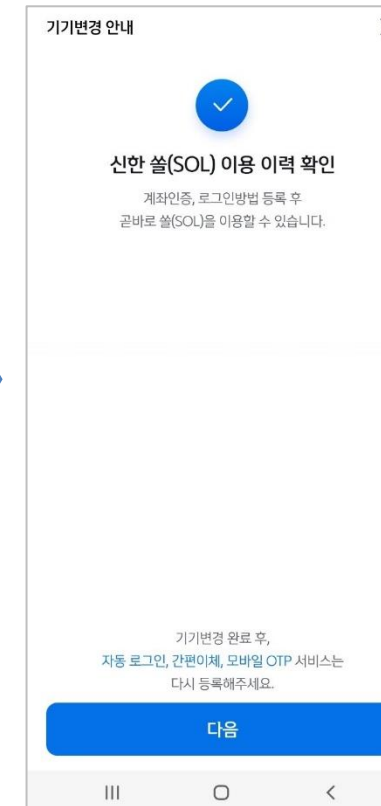 기기변경 안내
신한 쏠(SOL) 이용 이력 확인
계좌인증, 로그인방법 등록 후
곧바로 쏠(SOL)을 이용할 수 있습니다.
기기변경 완료 후,
자동 로그인, 간편이체, 모바일 OTP 서비스는
다시 등록해주세요.
다음